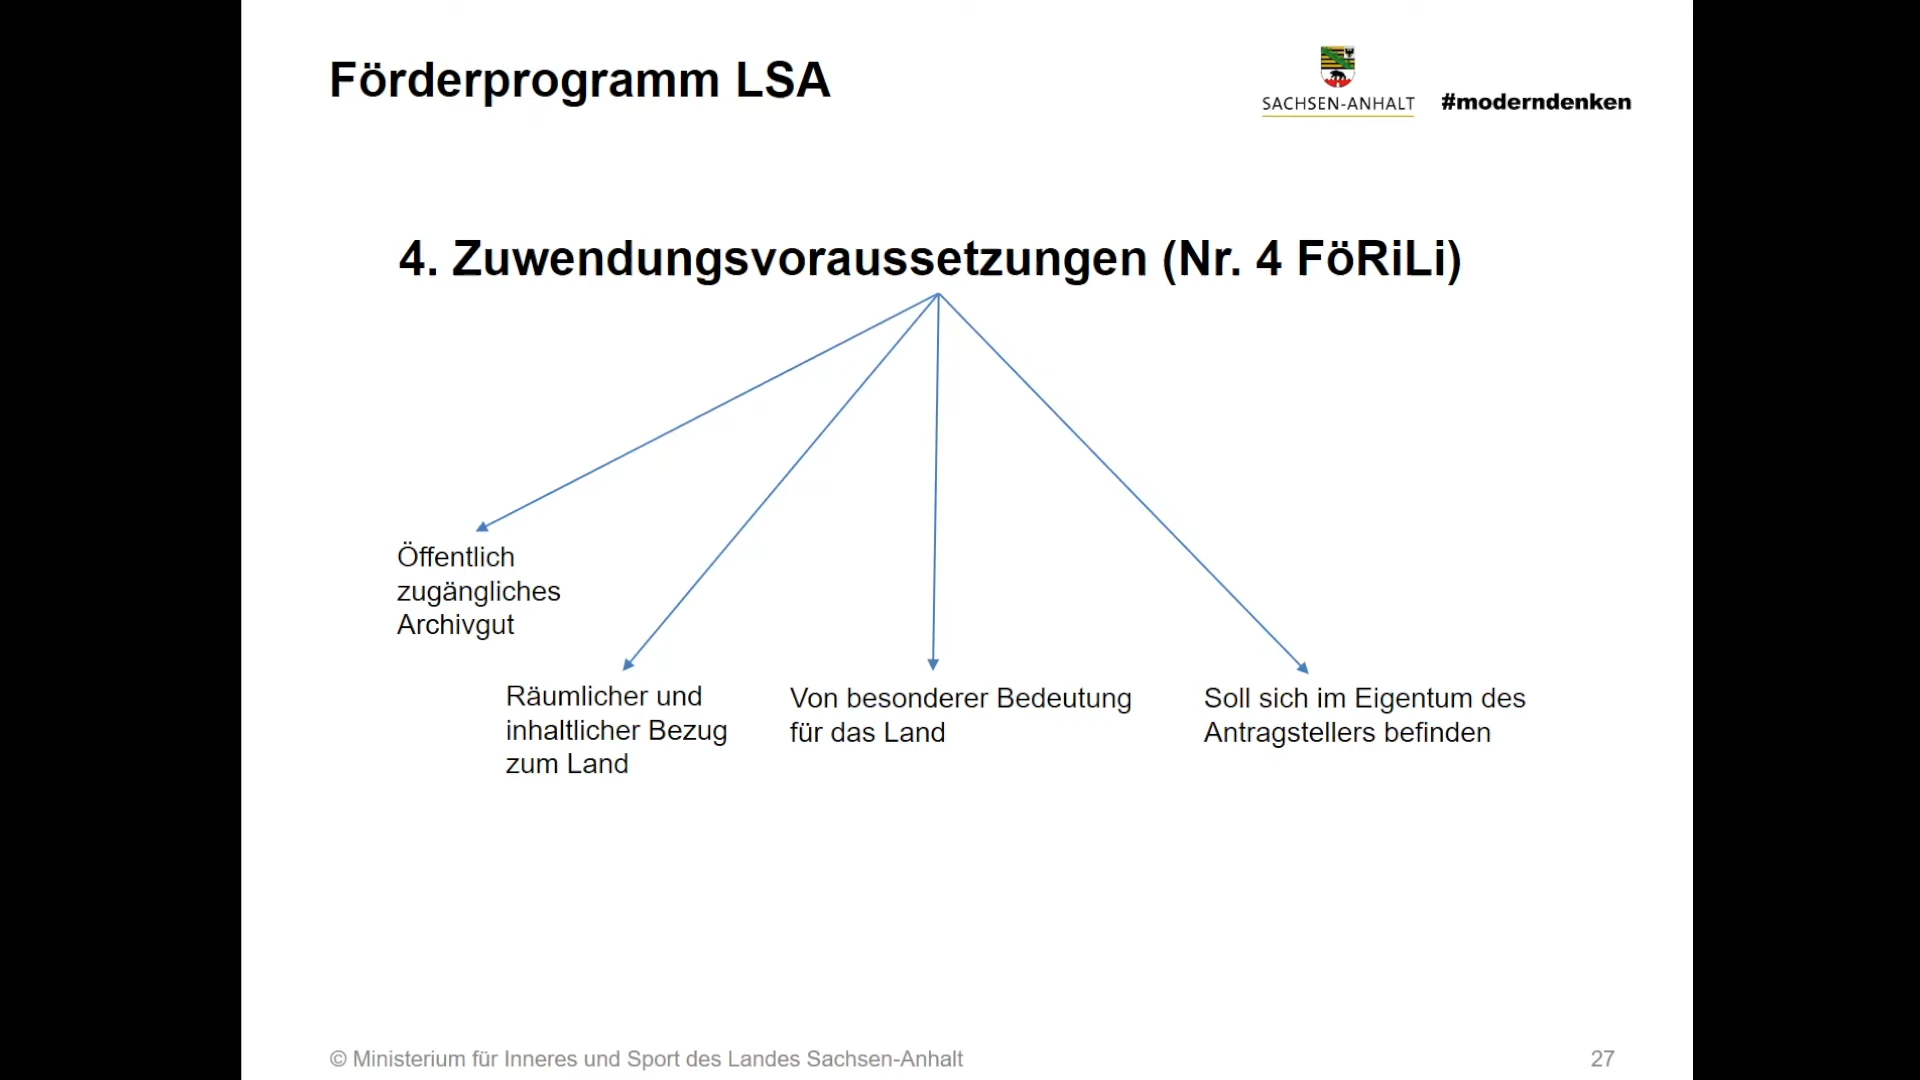 Förderprogramm LSA
SACHSEN-ANHALT
#moderndenken
4. Zuwendungsvoraussetzungen (Nr. 4 FöRiLi)
Öffentlich
zugängliches
Archivgut
Räumlicher und
inhaltlicher Bezug
zum Land
Von besonderer Bedeutung
für das Land
Soll sich im Eigentum des
Antragstellers befinden
© Ministerium für Inneres und Sport des Landes Sachsen-Anhalt
27